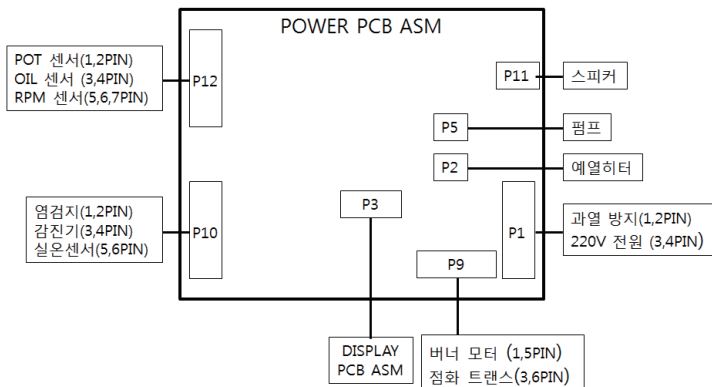 POWER PCB ASM
POT 센서(1,2PIN)
OIL 센서 (3,4PIN)
RPM 센서(5,6,7PIN)
P12
P11
스피커
P5
펌프
P2
예열히터
염검지(1,2PIN)
감진기(3,4PIN)
실온센서(5,6PIN)
P10
P3
P1
과열 방지(1,2PIN)
220V 전원 (3,4PIN)
P9
DISPLAY
PCB ASM
버너 모터 (1,5PIN)
점화 트랜스(3,6PIN)